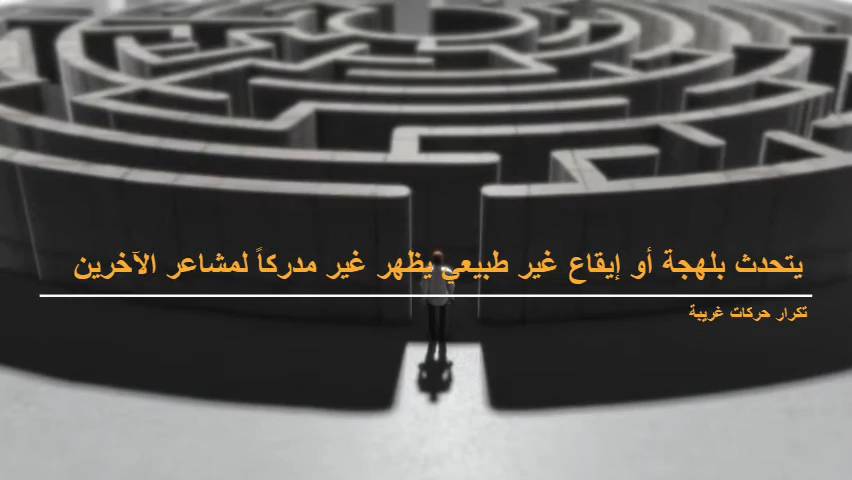 يتحدث بلهجة أو إيقاع غير طبيعي يظهر غير مدركاً لمشاعر الآخرين
تكرار حركات غريبة